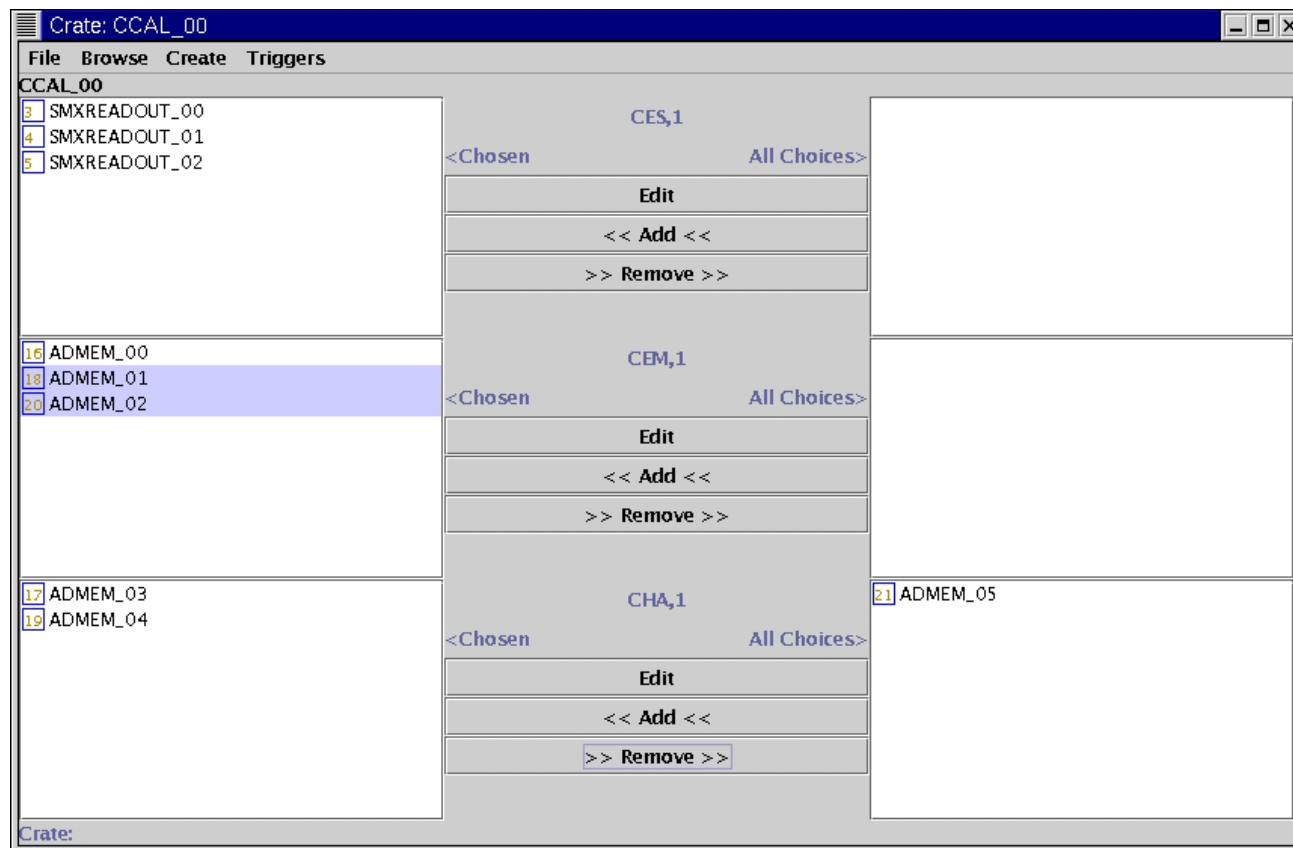 Crate: CCAL_00
File Browse Create Triggers
CCAL_00
3 SMXREADOUT_00
4 SMXREADOUT_01
5 SMXREADOUT_02
CES,1
<Chosen All Choices>
Edit
<< Add <<
>> Remove >>
16 ADMEM_00
18 ADMEM_01
20 ADMEM_02
CEM,1
<Chosen All Choices>
Edit
<< Add <<
>> Remove >>
17 ADMEM_03
19 ADMEM_04
CHA,1
<Chosen All Choices>
Edit
<< Add <<
>> Remove >>
21 ADMEM_05
Crate: